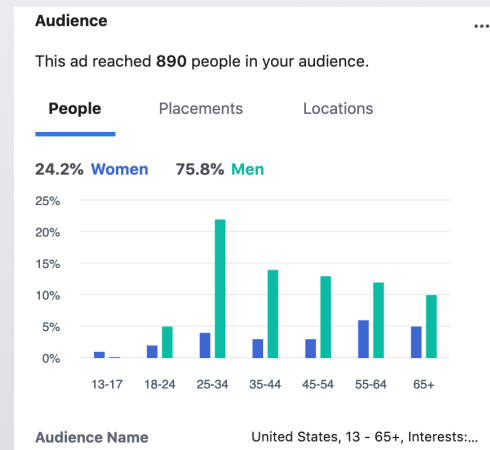 Audience
...
This ad reached 890 people in your audience.
People Placements Locations
24.2% Women 75.8% Men
25%
20%
15%
10%
5%
0%
13-17 18-24 25-34 35-44 45-54 55-64 65+
Audience Name United States, 13 - 65+, Interests:...